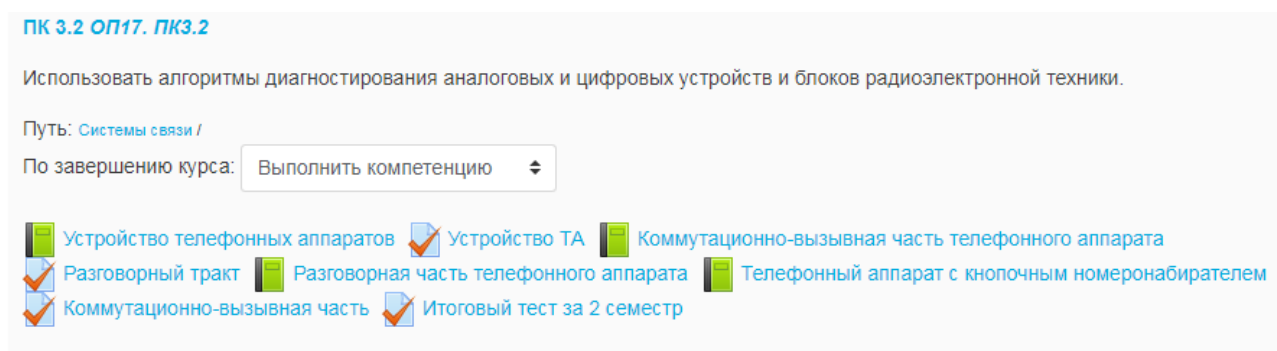 ПК 3.2 ОП17. ПК3.2
Использовать алгоритмы диагностирования аналоговых и цифровых устройств и блоков радиоэлектронной техники.
Путь: Системы связи /
По завершению курса: Выполнить компетенцию
Устройство телефонных аппаратов Устройство ТА Коммутационно-вызывная часть телефонного аппарата
Разговорный тракт Разговорная часть телефонного аппарата Телефонный аппарат с кнопочным номеронабирателем
Коммутационно-вызывная часть Итоговый тест за 2 семестр